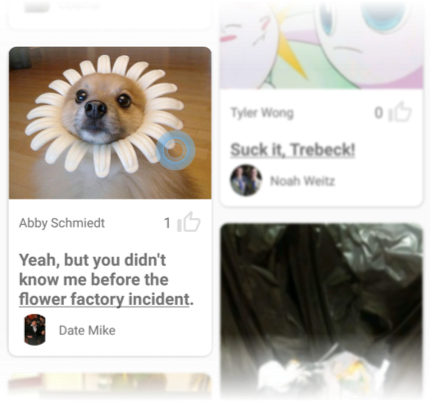 Abby Schmiedt 1
Yeah, but you didn't
know me before the
flower factory incident.
Date Mike
Tyler Wong 0
Suck it, Trebeck!
Noah Weitz